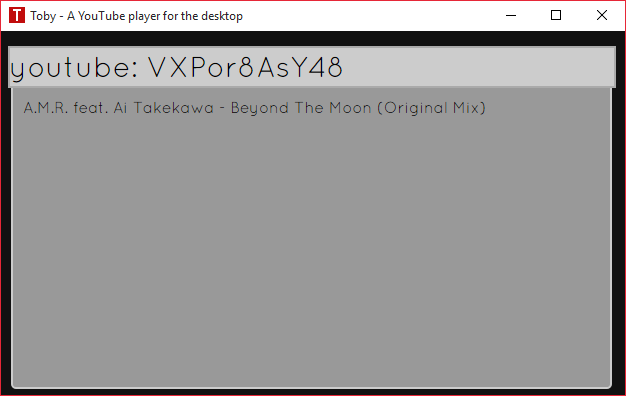 T Toby - A YouTube player for the desktop
youtube: VXPor8AsY48
A.M.R. feat. Ai Takekawa - Beyond The Moon (Original Mix)